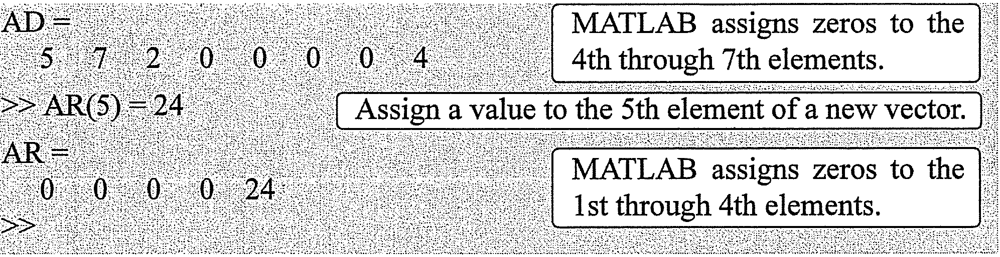 AD =
5 7 2 0 0 0 0 4
MATLAB assigns zeros to the
4th through 7th elements.
>> AR(5) = 24
Assign a value to the 5th element of a new vector.
AR =
0 0 0 0 24
MATLAB assigns zeros to the
1st through 4th elements.
>>